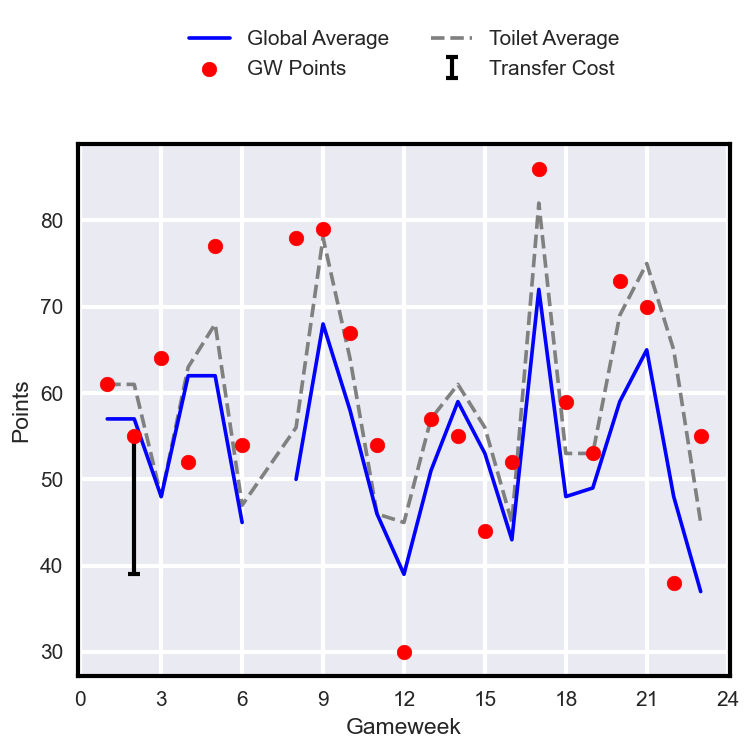 Global Average
Toilet Average
GW Points
Transfer Cost
80
70
60
50
40
30
Points
0 3 6 9 12 15 18 21 24
Gameweek